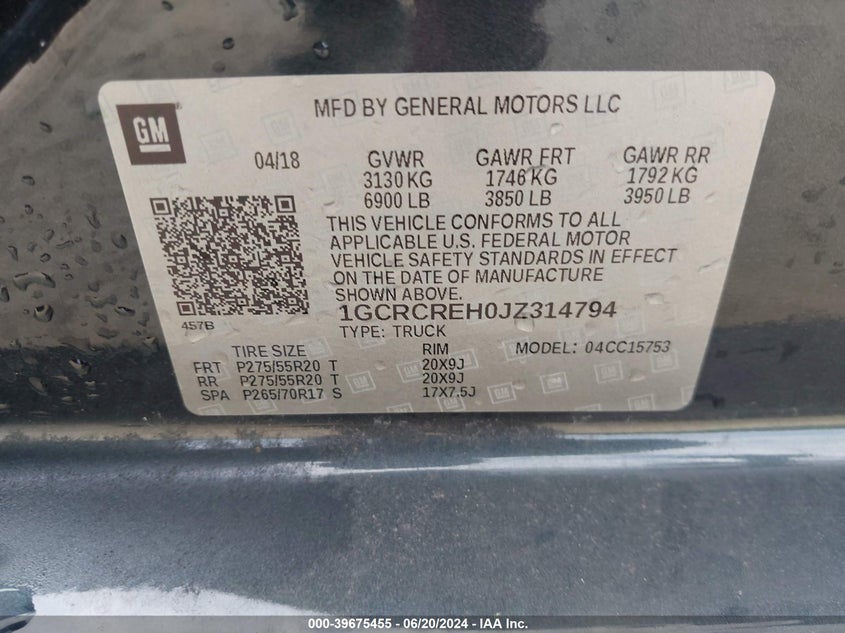 GM
MFD BY GENERAL MOTORS LLC
04/18 GVWR GAWR FRT GAWR RR
3130 KG 1746 KG 1792 KG
6900 LB 3850 LB 3950 LB
THIS VEHICLE CONFORMS TO ALL
APPLICABLE U.S. FEDERAL MOTOR
VEHICLE SAFETY STANDARDS IN EFFECT
ON THE DATE OF MANUFACTURE
SHOWN ABOVE.
1GCRCREH0JZ314794
457B
TYPE: TRUCK
TIRE SIZE RIM MODEL: 04CC15753
FRT P275/55R20 T 20X9J
RR P275/55R20 T 20X9J
SPA P265/70R17 S 17X7.5J
000-39675455 - 06/20/2024 - IAA Inc.